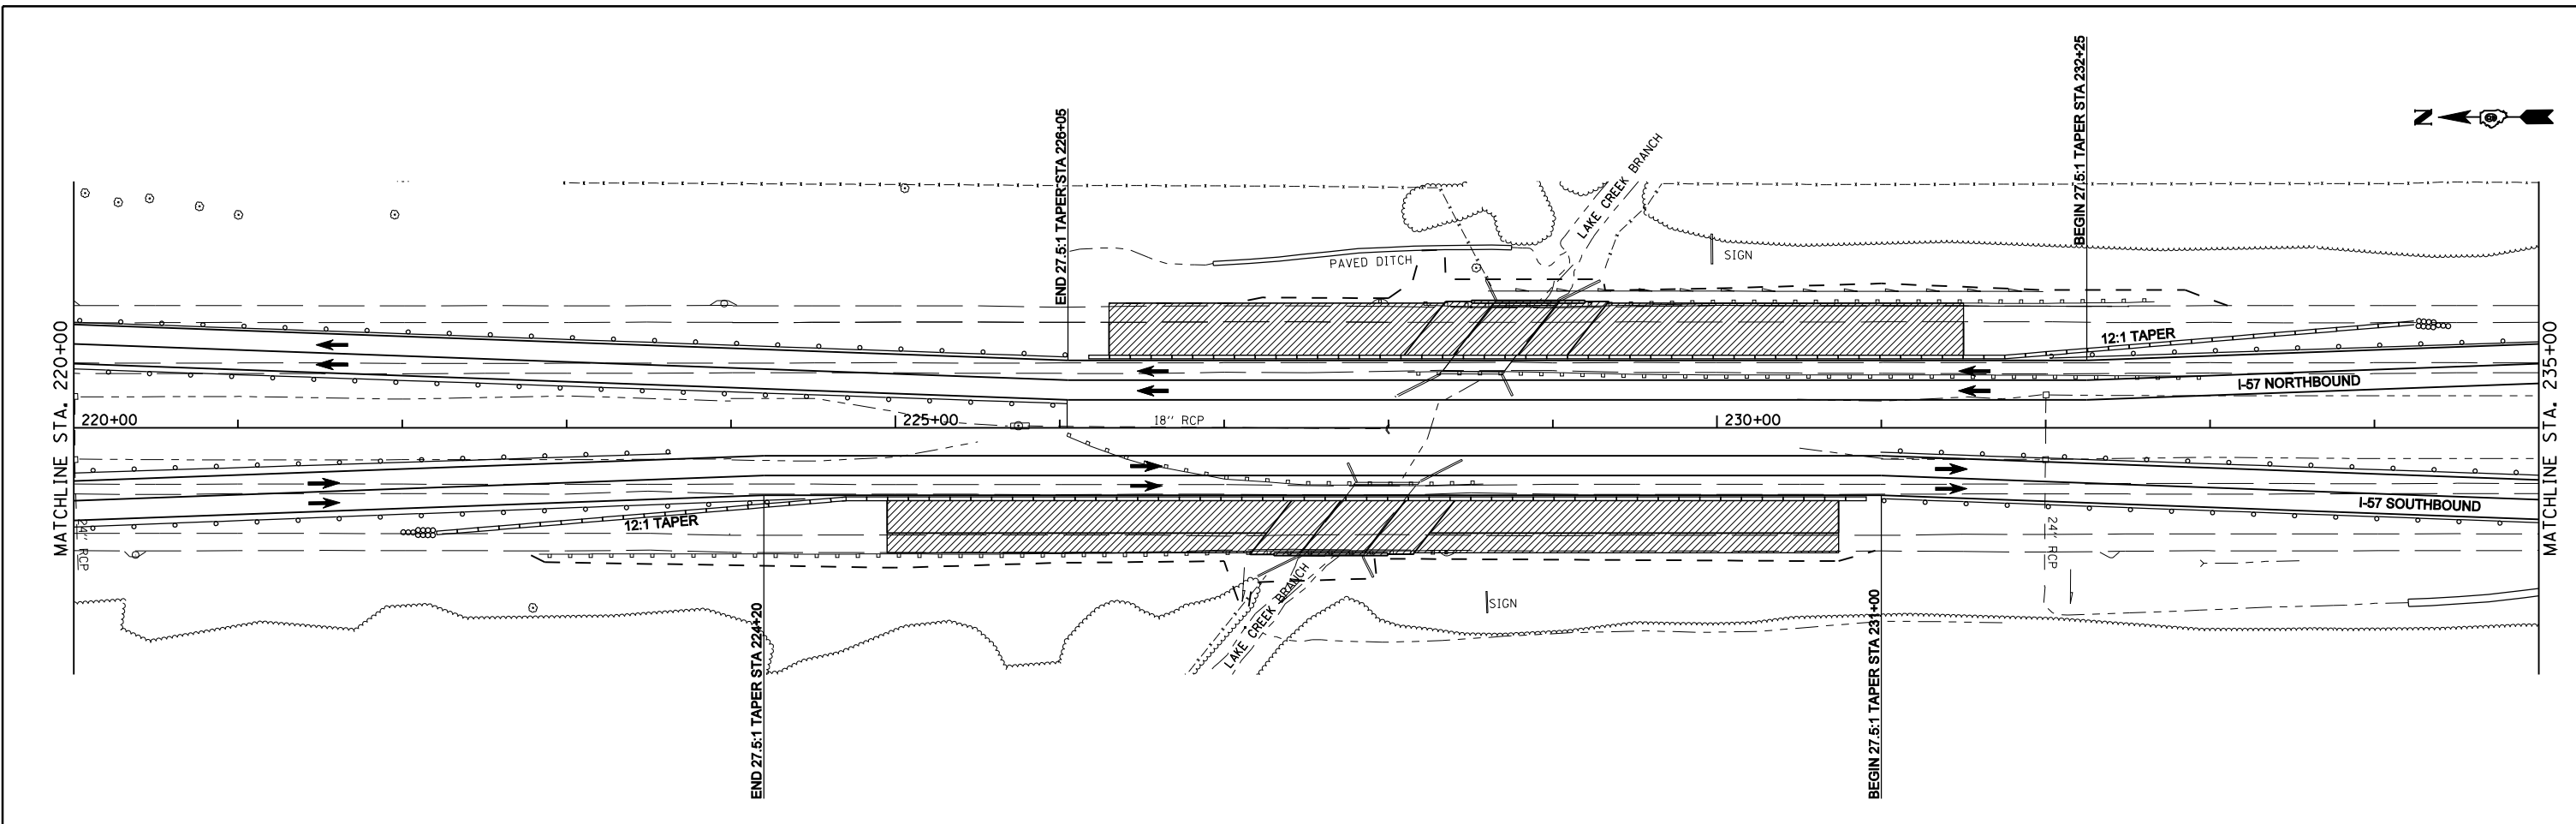 BEGIN 27.5:1 TAPER STA 232+25
END 27.5:1 TAPER STA 226+05
N
LAKE CREEK BRANCH
SIGN
PAVED DITCH
12:1 TAPER
MATCHLINE STA. 220+00
MATCHLINE STA. 235+00
I-57 NORTHBOUND
220+00
225+00
18'' RCP
230+00
I-57 SOUTHBOUND
12:1 TAPER
24'' RCP
24'' RCP
LAKE CREEK BRANCH
SIGN
END 27.5:1 TAPER STA 224+20
BEGIN 27.5:1 TAPER STA 231+00